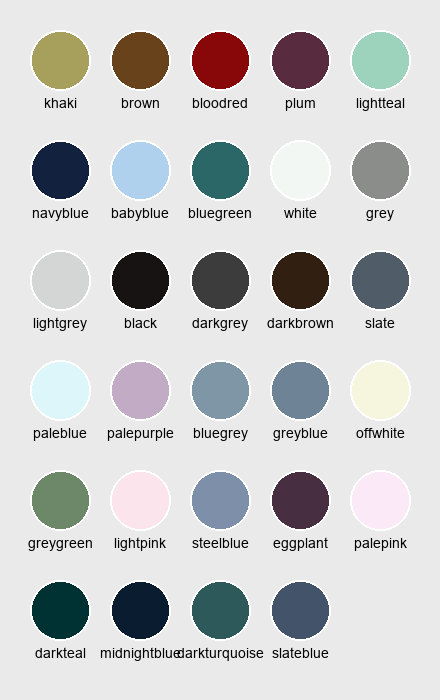 khaki brown bloodred plum lightteal
navyblue babyblue bluegreen white grey
lightgrey black darkgrey darkbrown slate
paleblue palepurple bluegrey greyblue offwhite
greygreen lightpink steelblue eggplant palepink
darkteal midnightblue darkturquoise slateblue